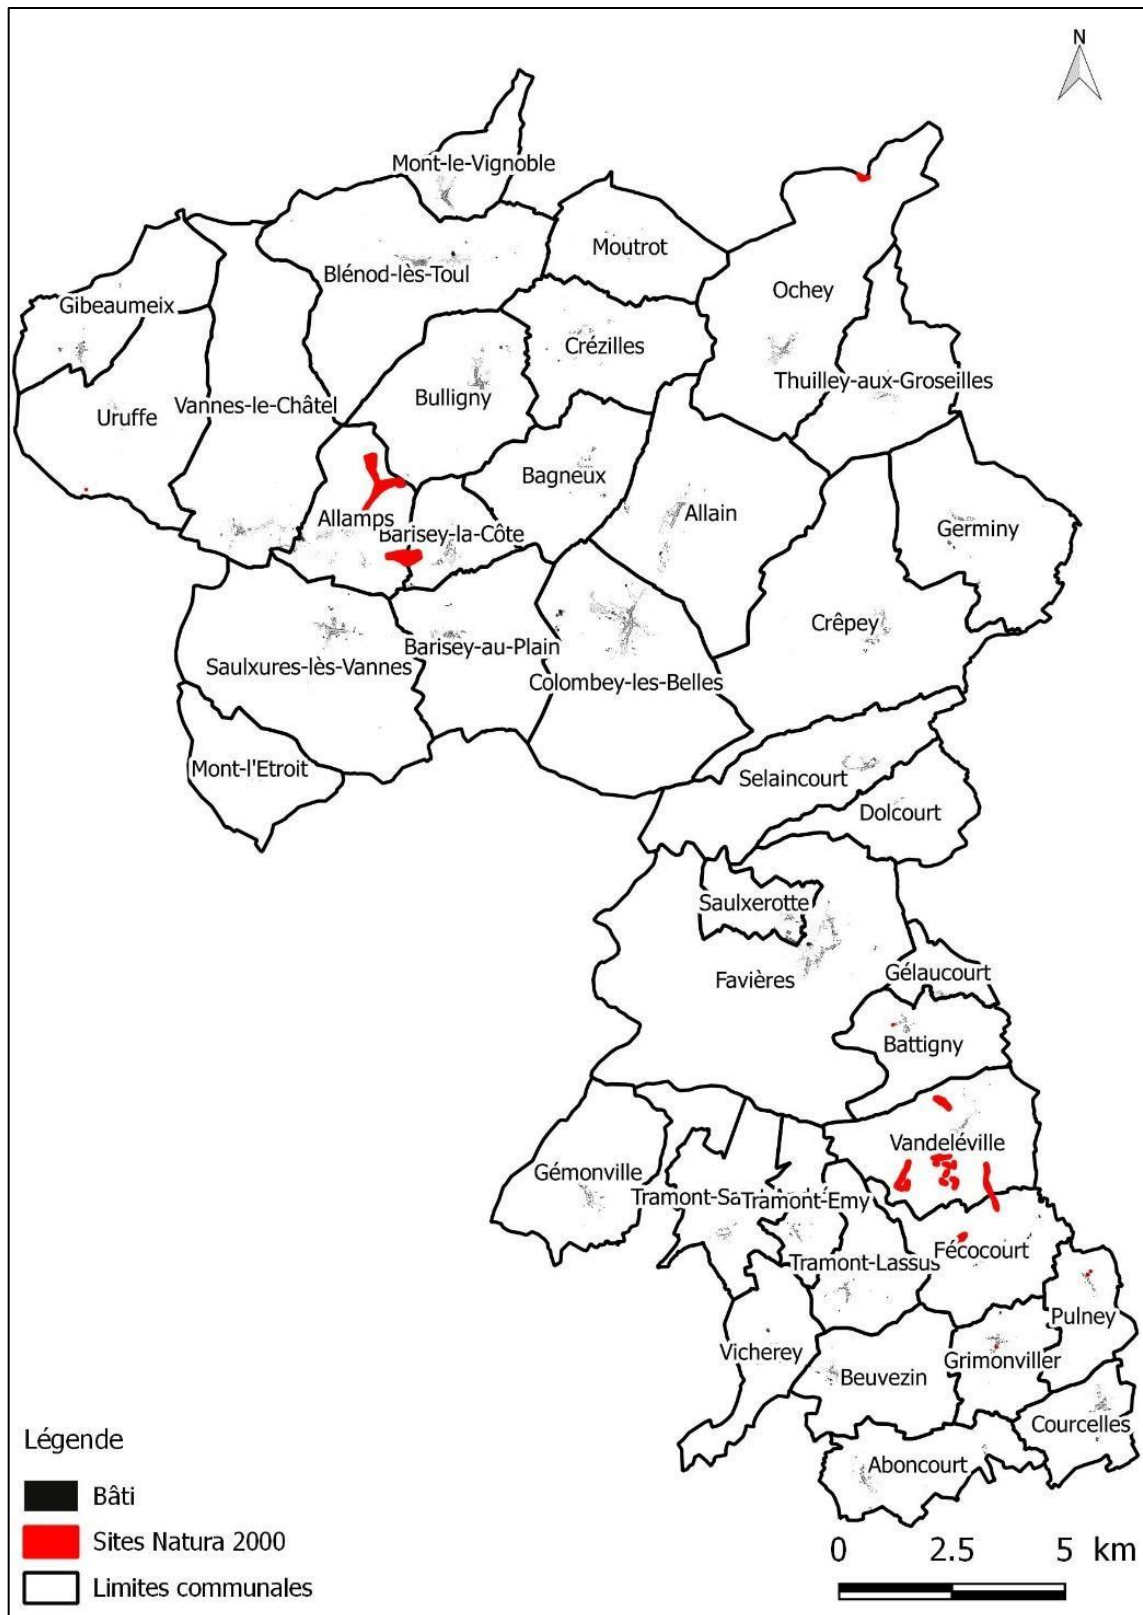 N
Mont-le-Vignoble
Moutrot
Blénod-lès-Toul
Ochey
Gibeaumeix
Crézilles
Thuilley-aux-Groseilles
Bulligny
Vannes-le-Châtel
Uruffe
Bagneux
Allain
Allamps
Barisey-la-Côte
Germiny
Crêpey
Barisey-au-Plain
Saulxures-lès-Vannes
Colombey-les-Belles
Mont-l'Etroit
Selaincourt
Dolcourt
Saulxerotte
Favières
Gélaucourt
Battigny
Vandeléville
Gémonville
Tramont-Sa
Tramont-Emy
Fécocourt
Tramont-Lassus
Pulney
Vicherey
Grimonviller
Beuvezin
Courcelles
Aboncourt
Légende
Bâti
Sites Natura 2000
Limites communales
0 2.5 5 km